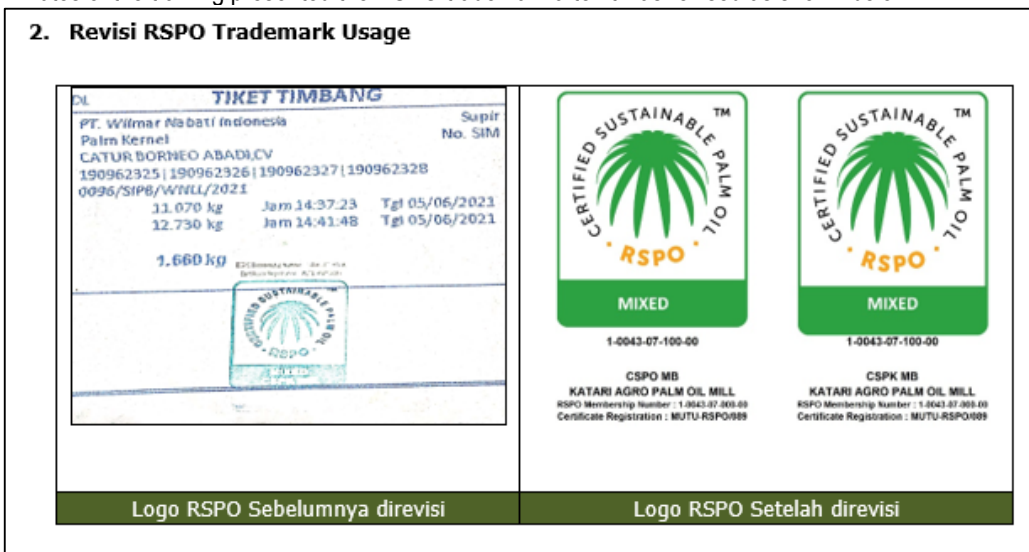 2. Revisi RSPO Trademark Usage
DL
TIKET TIMBANG
PT. Wilmar Nabati Indonesia
Supir
Palm Kernel
No. SIM
CATUR BORNEO ABADI,CV
190962325|190962326|190962327|190962328
0096/SIPB/WNLL/2021
11.070 kg Jam 14:37:23 Tgl 05/06/2021
12.730 kg Jam 14:41:48 Tgl 05/06/2021
1.660 kg
CERTIFIED SUSTAINABLE PALM OIL
RSPO
CERTIFIED SUSTAINABLE PALM OIL TM
RSPO
MIXED
1-0043-07-100-00
CSPO MB
KATARI AGRO PALM OIL MILL
RSPO Membership Number : 1-0043-07-000-00
Certificate Registration : MUTU-RSPO/089
CERTIFIED SUSTAINABLE PALM OIL TM
RSPO
MIXED
1-0043-07-100-00
CSPK MB
KATARI AGRO PALM OIL MILL
RSPO Membership Number : 1-0043-07-000-00
Certificate Registration : MUTU-RSPO/089
Logo RSPO Sebelumnya direvisi
Logo RSPO Setelah direvisi